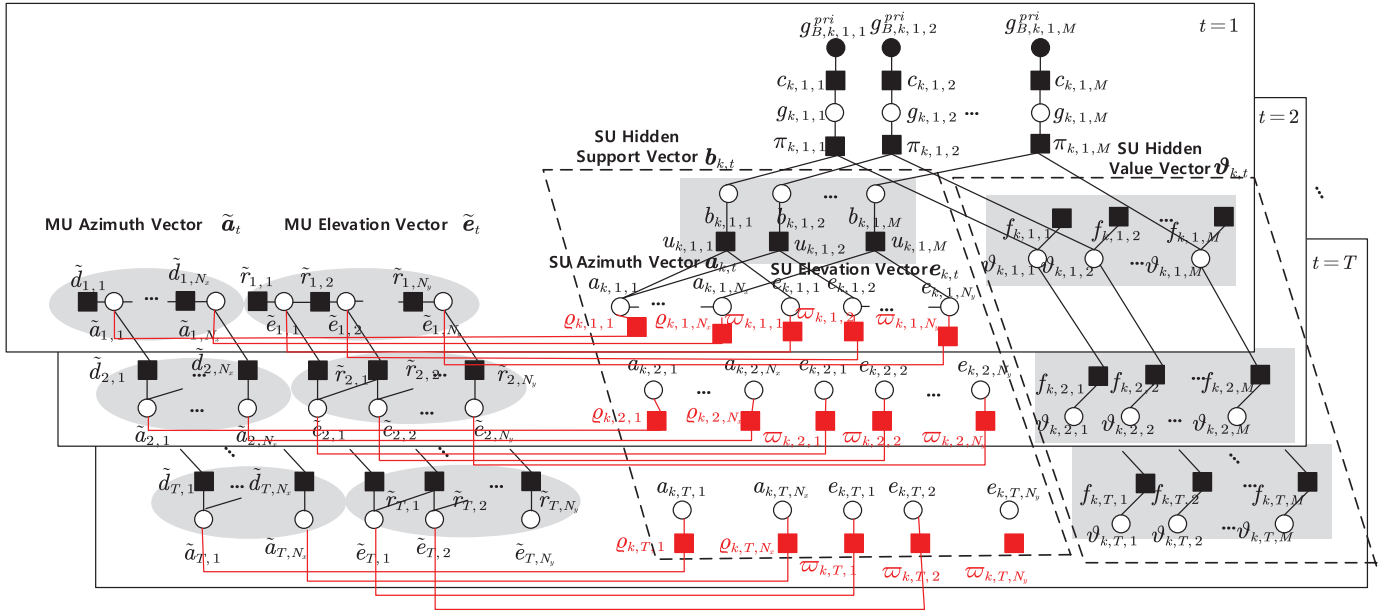 g^{pri}_{B,k,1,1} g^{pri}_{B,k,1,2} g^{pri}_{B,k,1,M} t=1
c_{k,1,1} c_{k,1,2} c_{k,1,M}
g_{k,1,1} g_{k,1,2} ... g_{k,1,M} t=2
π_{k,1,1} π_{k,1,2} π_{k,1,M}
SU Hidden
Support Vector b_{k,t}
SU Hidden
Value Vector ϑ_{k,t}
...
b_{k,1,1} b_{k,1,2} b_{k,1,M}
u_{k,1,1} u_{k,1,2} u_{k,1,M}
f_{k,1,1} f_{k,1,2} ... f_{k,1,M}
ϑ_{k,1,1} ϑ_{k,1,2} ... ϑ_{k,1,M}
t=T
MU Azimuth Vector ã_t MU Elevation Vector ẽ_t
SU Azimuth Vector a_{k,t} SU Elevation Vector e_{k,t}
d̃_{1,1} ... d̃_{1,N_x} r̃_{1,1} r̃_{1,2} ... r̃_{1,N_y}
a_{k,1,1} ... a_{k,1,N_x} e_{k,1,1} e_{k,1,2} ... e_{k,1,N_y}
ã_{1,1} ã_{1,N_x} ẽ_{1,1} ẽ_{1,2} ẽ_{1,N_y}
ϱ_{k,1,1} ϱ_{k,1,N_x} ϖ_{k,1,1} ϖ_{k,1,2} ϖ_{k,1,N_y}
d̃_{2,1} ... d̃_{2,N_x} r̃_{2,1} r̃_{2,2} r̃_{2,N_y}
a_{k,2,1} ... a_{k,2,N_x} e_{k,2,1} e_{k,2,2} ... e_{k,2,N_y}
f_{k,2,1} f_{k,2,2} ... f_{k,2,M}
... ...
ã_{2,1} ã_{2,N_x} ẽ_{2,1} ẽ_{2,2} ẽ_{2,N_y}
ϱ_{k,2,1} ϱ_{k,2,N_x} ϖ_{k,2,1} ϖ_{k,2,2} ϖ_{k,2,N_y}
ϑ_{k,2,1} ϑ_{k,2,2} ... ϑ_{k,2,M}
d̃_{T,1} ... d̃_{T,N_x} r̃_{T,1} r̃_{T,2} ... r̃_{T,N_y}
a_{k,T,1} a_{k,T,N_x} e_{k,T,1} e_{k,T,2} e_{k,T,N_y}
f_{k,T,1} f_{k,T,2} ... f_{k,T,M}
ã_{T,1} ã_{T,N_x} ẽ_{T,1} ẽ_{T,2} ẽ_{T,N_y}
ϱ_{k,T,1} ϱ_{k,T,N_x} ϖ_{k,T,1} ϖ_{k,T,2} ϖ_{k,T,N_y}
ϑ_{k,T,1} ϑ_{k,T,2} ... ϑ_{k,T,M}